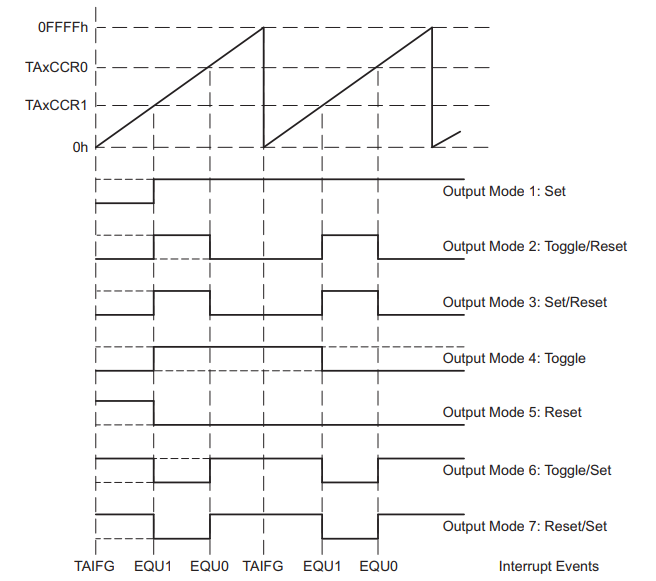 0FFFFh
TAxCCR0
TAxCCR1
0h
Output Mode 1: Set
Output Mode 2: Toggle/Reset
Output Mode 3: Set/Reset
Output Mode 4: Toggle
Output Mode 5: Reset
Output Mode 6: Toggle/Set
Output Mode 7: Reset/Set
TAIFG EQU1 EQU0 TAIFG EQU1 EQU0 Interrupt Events